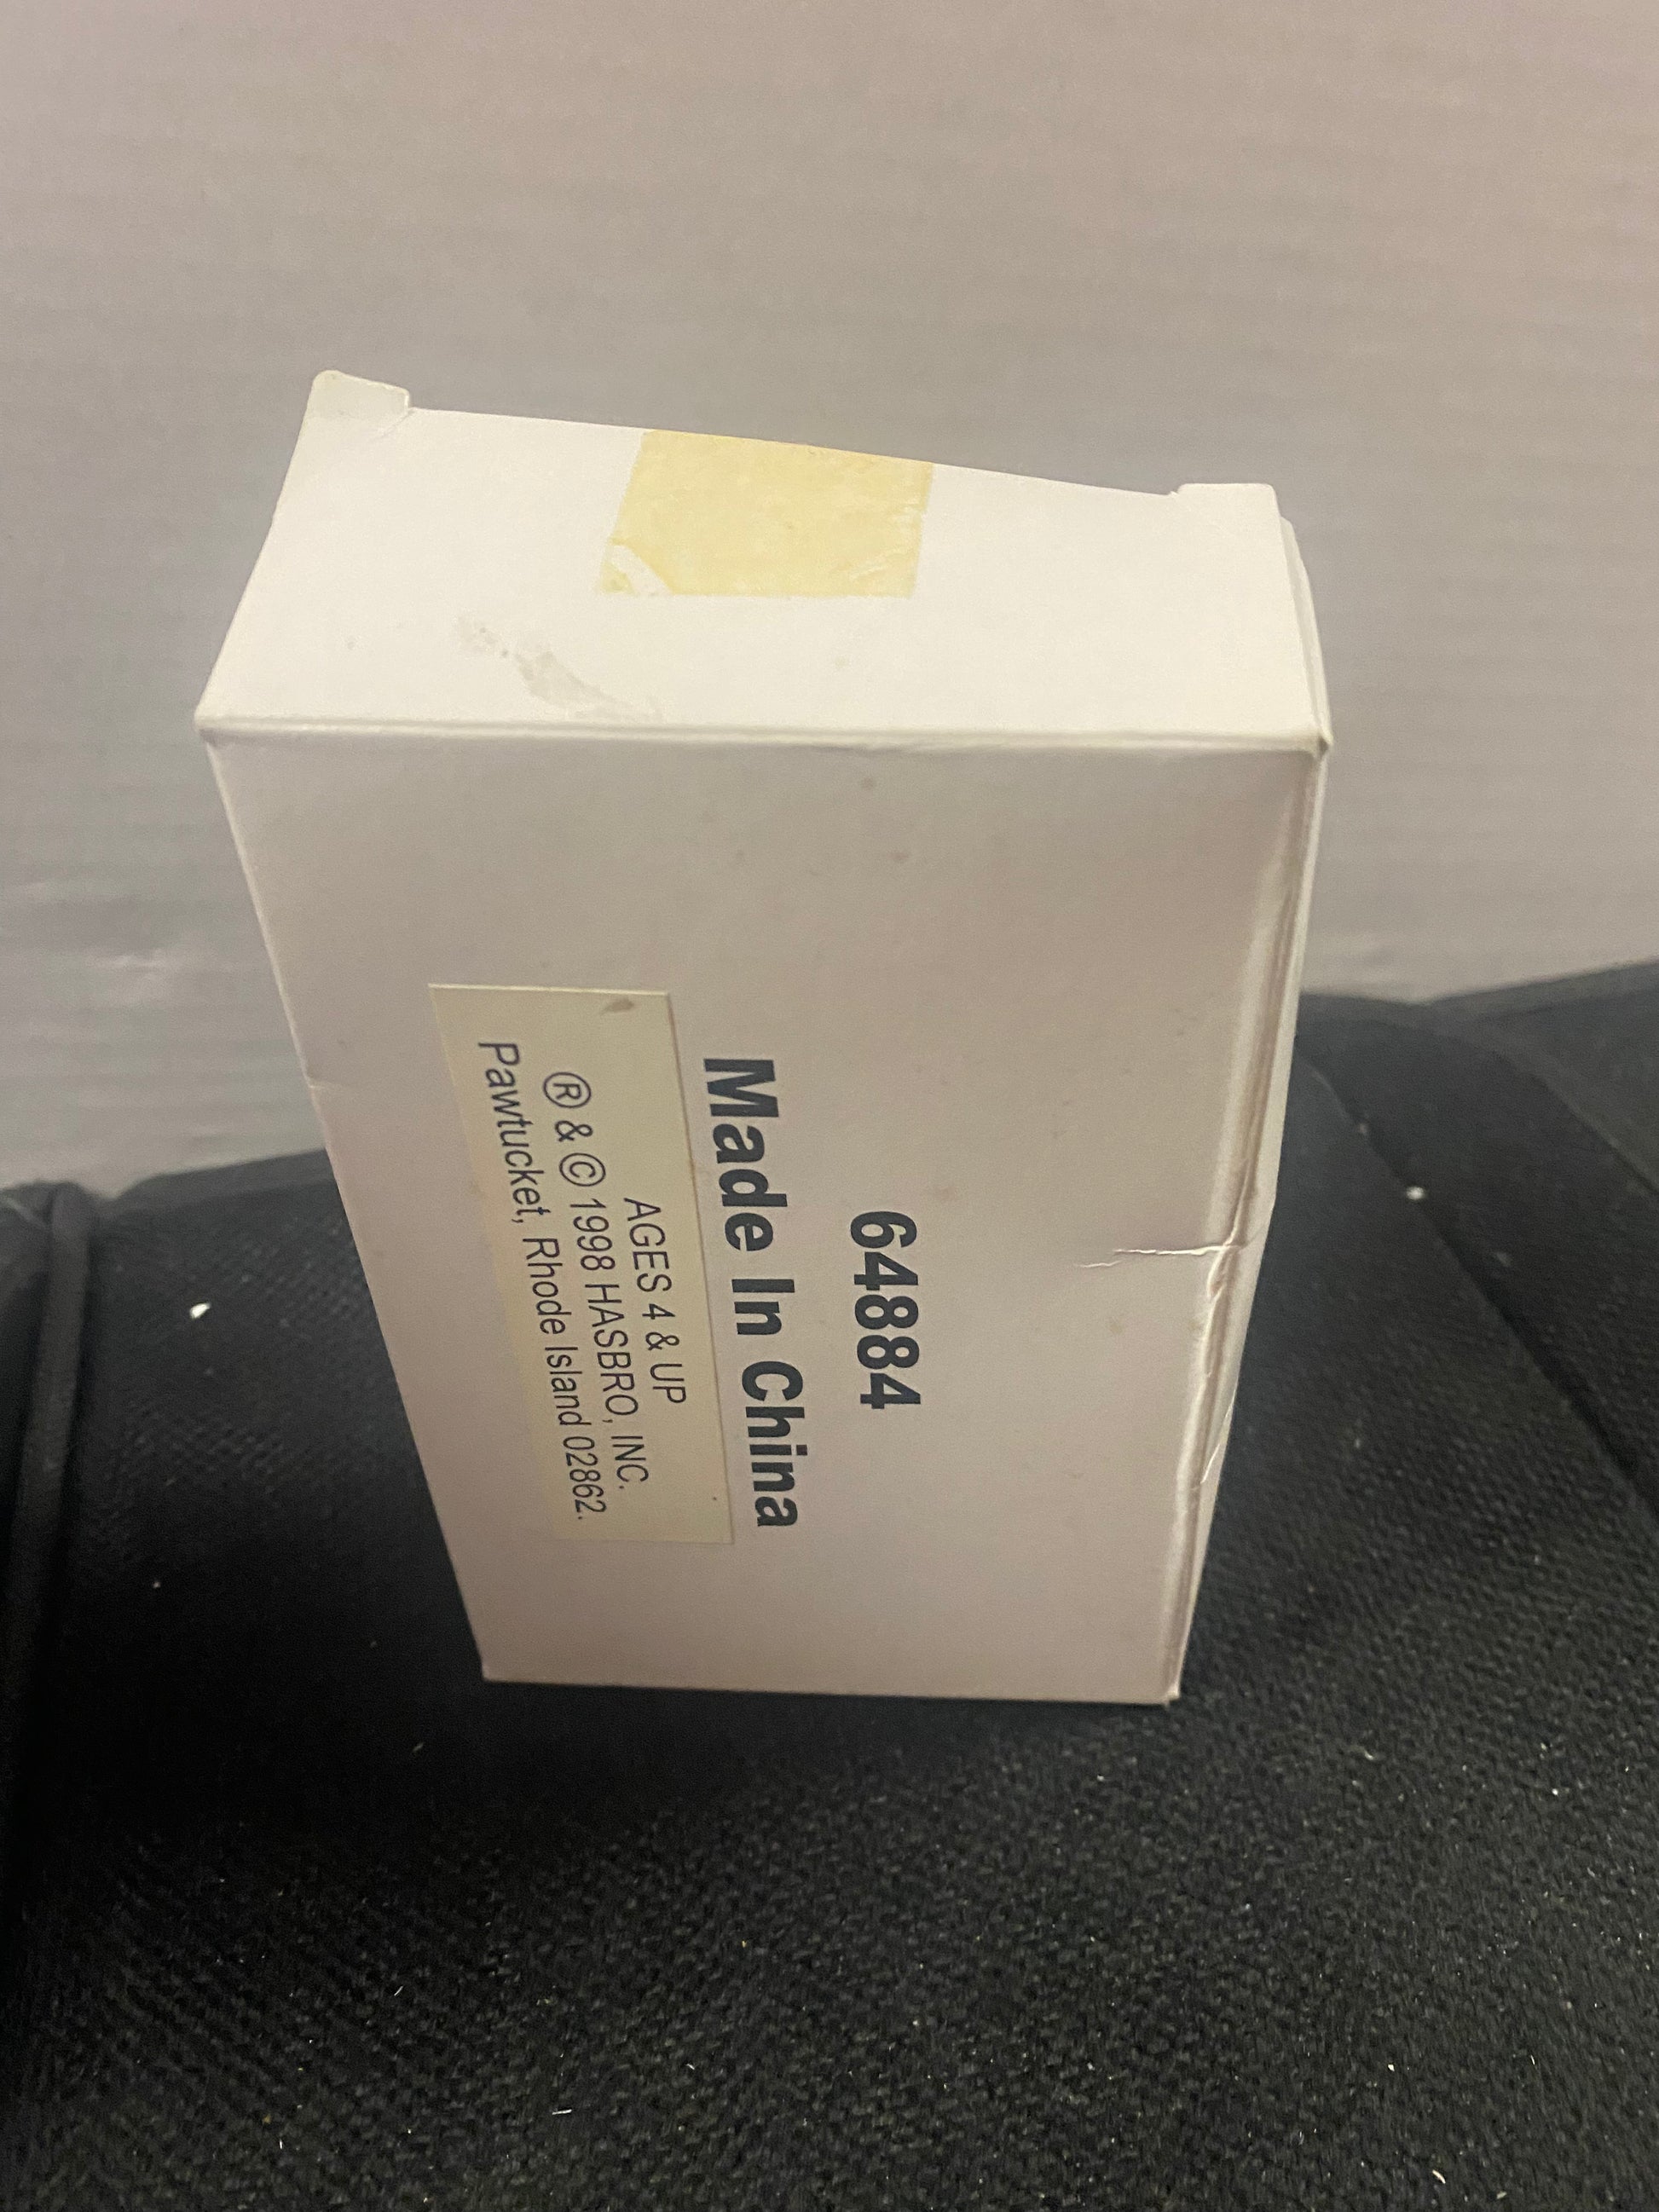 64884
Made In China
AGES 4 & UP
® & © 1998 HASBRO, INC.
Pawtucket, Rhode Island 02862.